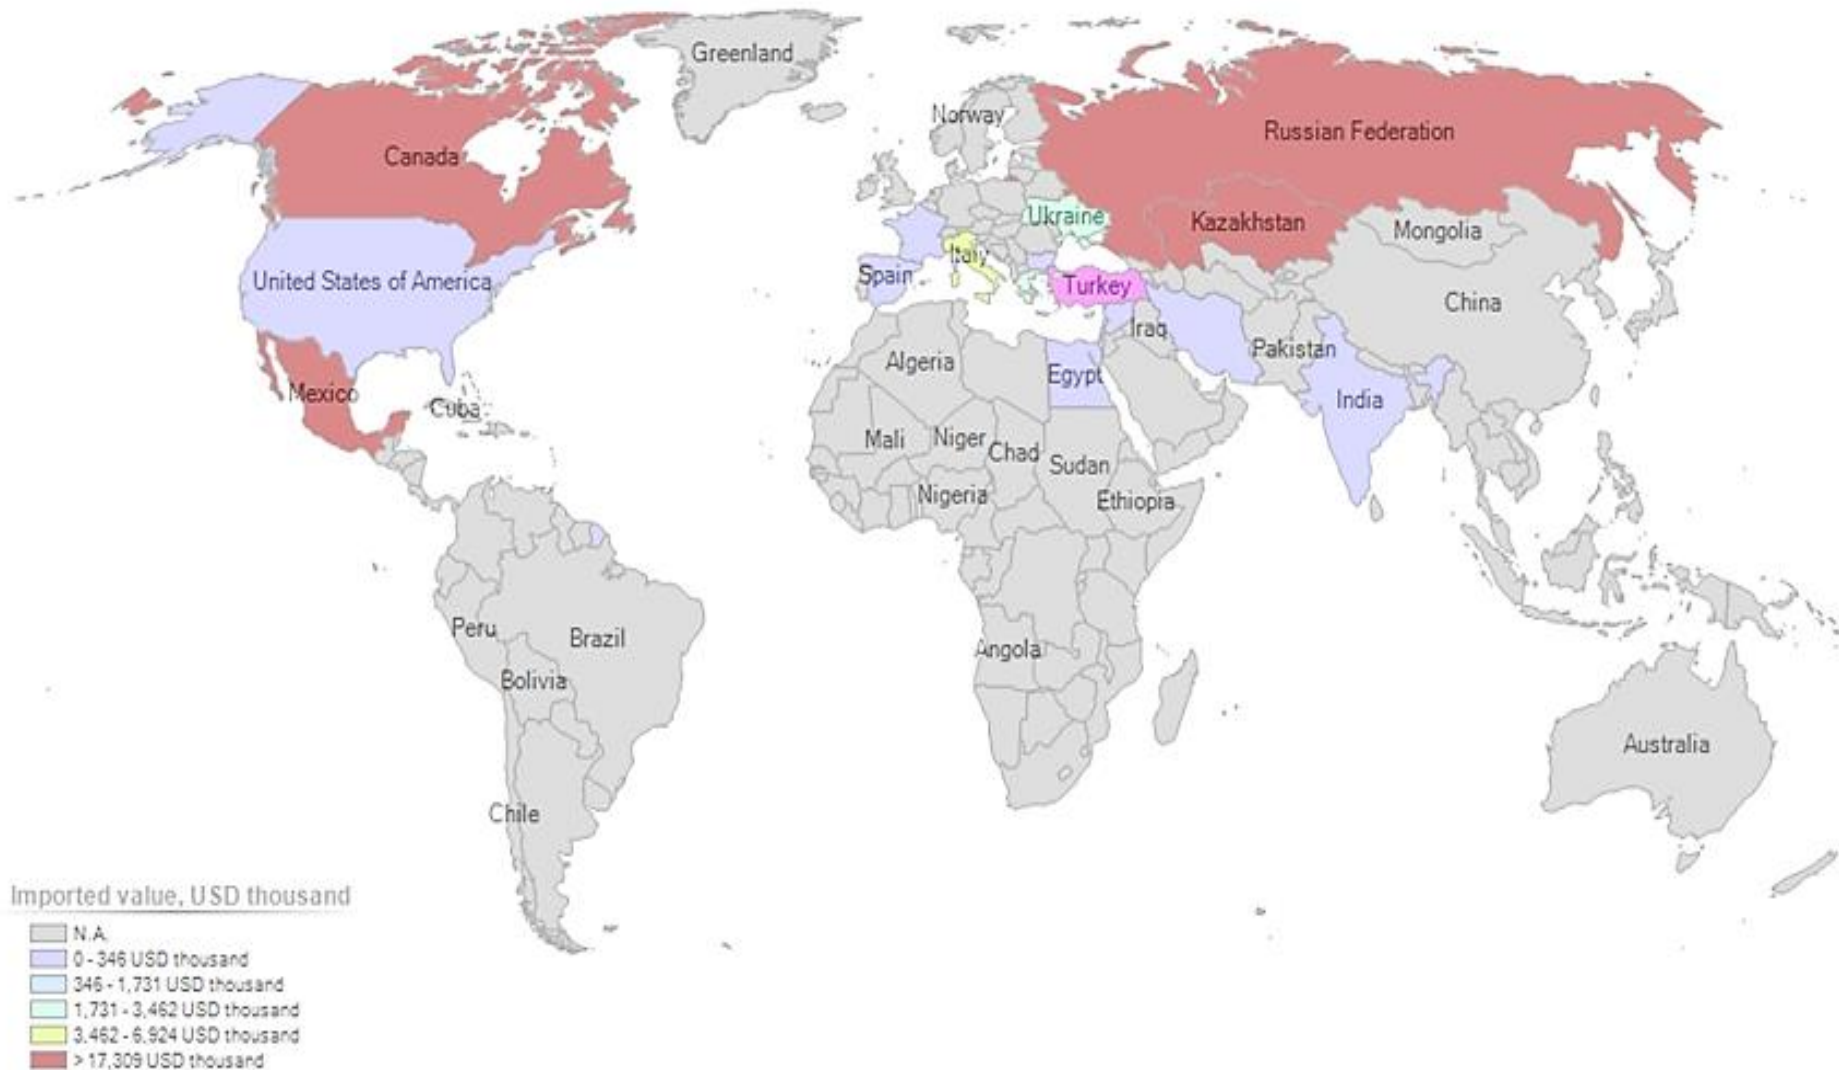 Greenland
Norway
Russian Federation
Canada
Ukraine
Kazakhstan
Mongolia
Italy
Spain
United States of America
Turkey
China
Iraq
Pakistan
Algeria
Egypt
Mexico
India
Cuba
Mali
Niger
Chad
Sudan
Nigeria
Ethiopia
Peru
Brazil
Angola
Bolivia
Australia
Chile
Imported value, USD thousand
N.A.
0 - 346 USD thousand
346 - 1,731 USD thousand
1,731 - 3,462 USD thousand
3,462 - 6,924 USD thousand
> 17,309 USD thousand